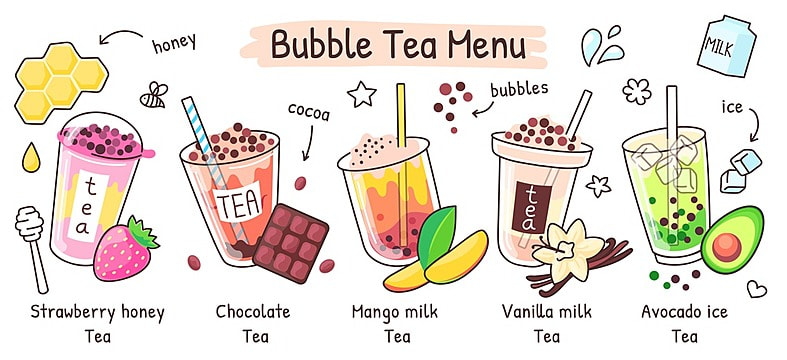 Bubble Tea Menu
honey
MILK
cocoa
bubbles
ice
tea
TEA
tea
Strawberry honey
Tea
Chocolate
Tea
Mango milk
Tea
Vanilla milk
Tea
Avocado ice
Tea